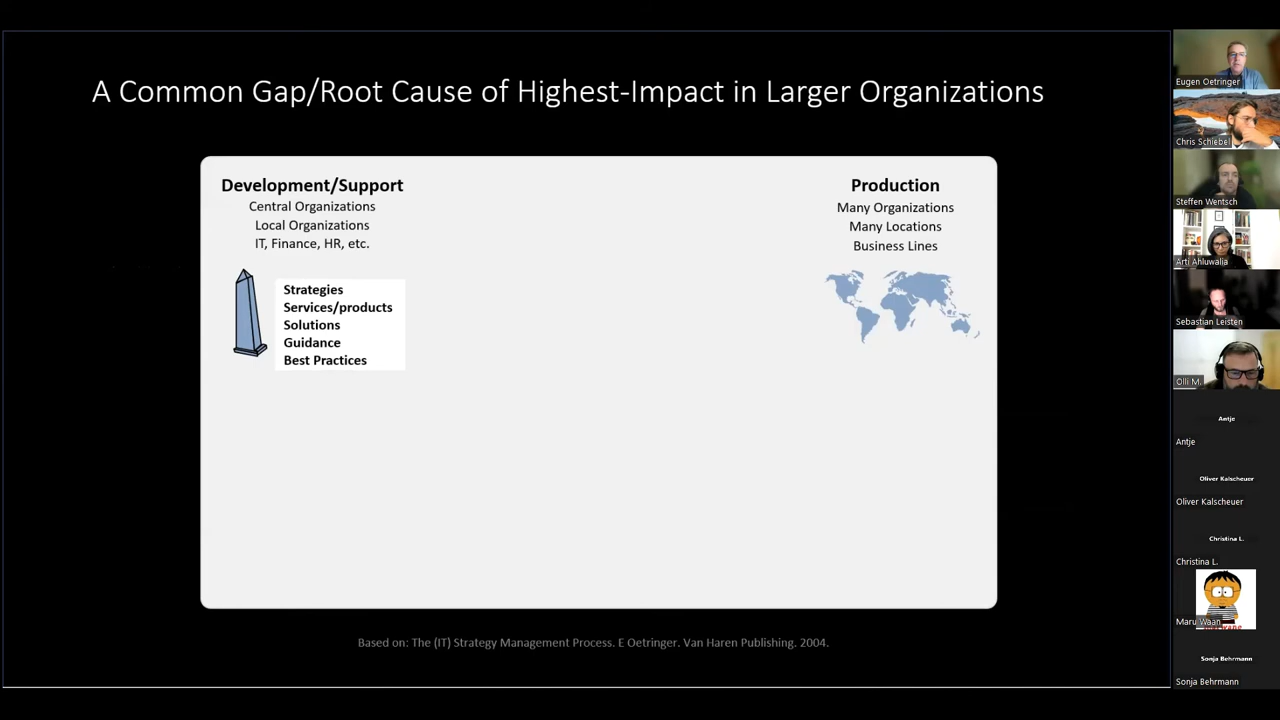 A Common Gap/Root Cause of Highest-Impact in Larger Organizations
Development/Support
Central Organizations
Local Organizations
IT, Finance, HR, etc.
Strategies
Services/products
Solutions
Guidance
Best Practices
Production
Many Organizations
Many Locations
Business Lines
Based on: The (IT) Strategy Management Process. E Oetringer. Van Haren Publishing. 2004.
Eugen Oetringer
Chris Schiebel
Steffen Wentsch
Arti Ahluwalia
Sebastian Leisten
Olli M.
Antje
Antje
Oliver Kalscheuer
Oliver Kalscheuer
Christina L.
Christina L.
Maru Waan
Sonja Behrmann
Sonja Behrmann